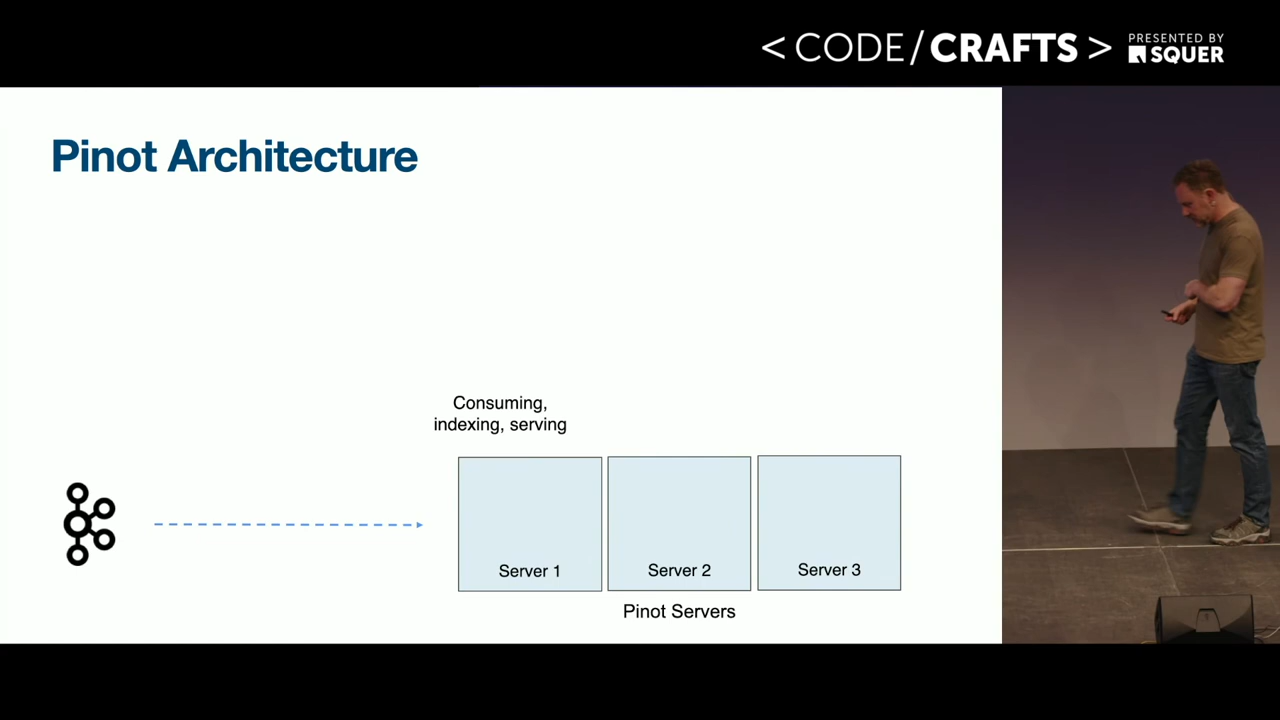 < CODE/CRAFTS >
PRESENTED BY
SQUER
Pinot Architecture
Consuming,
indexing, serving
Server 1
Server 2
Server 3
Pinot Servers